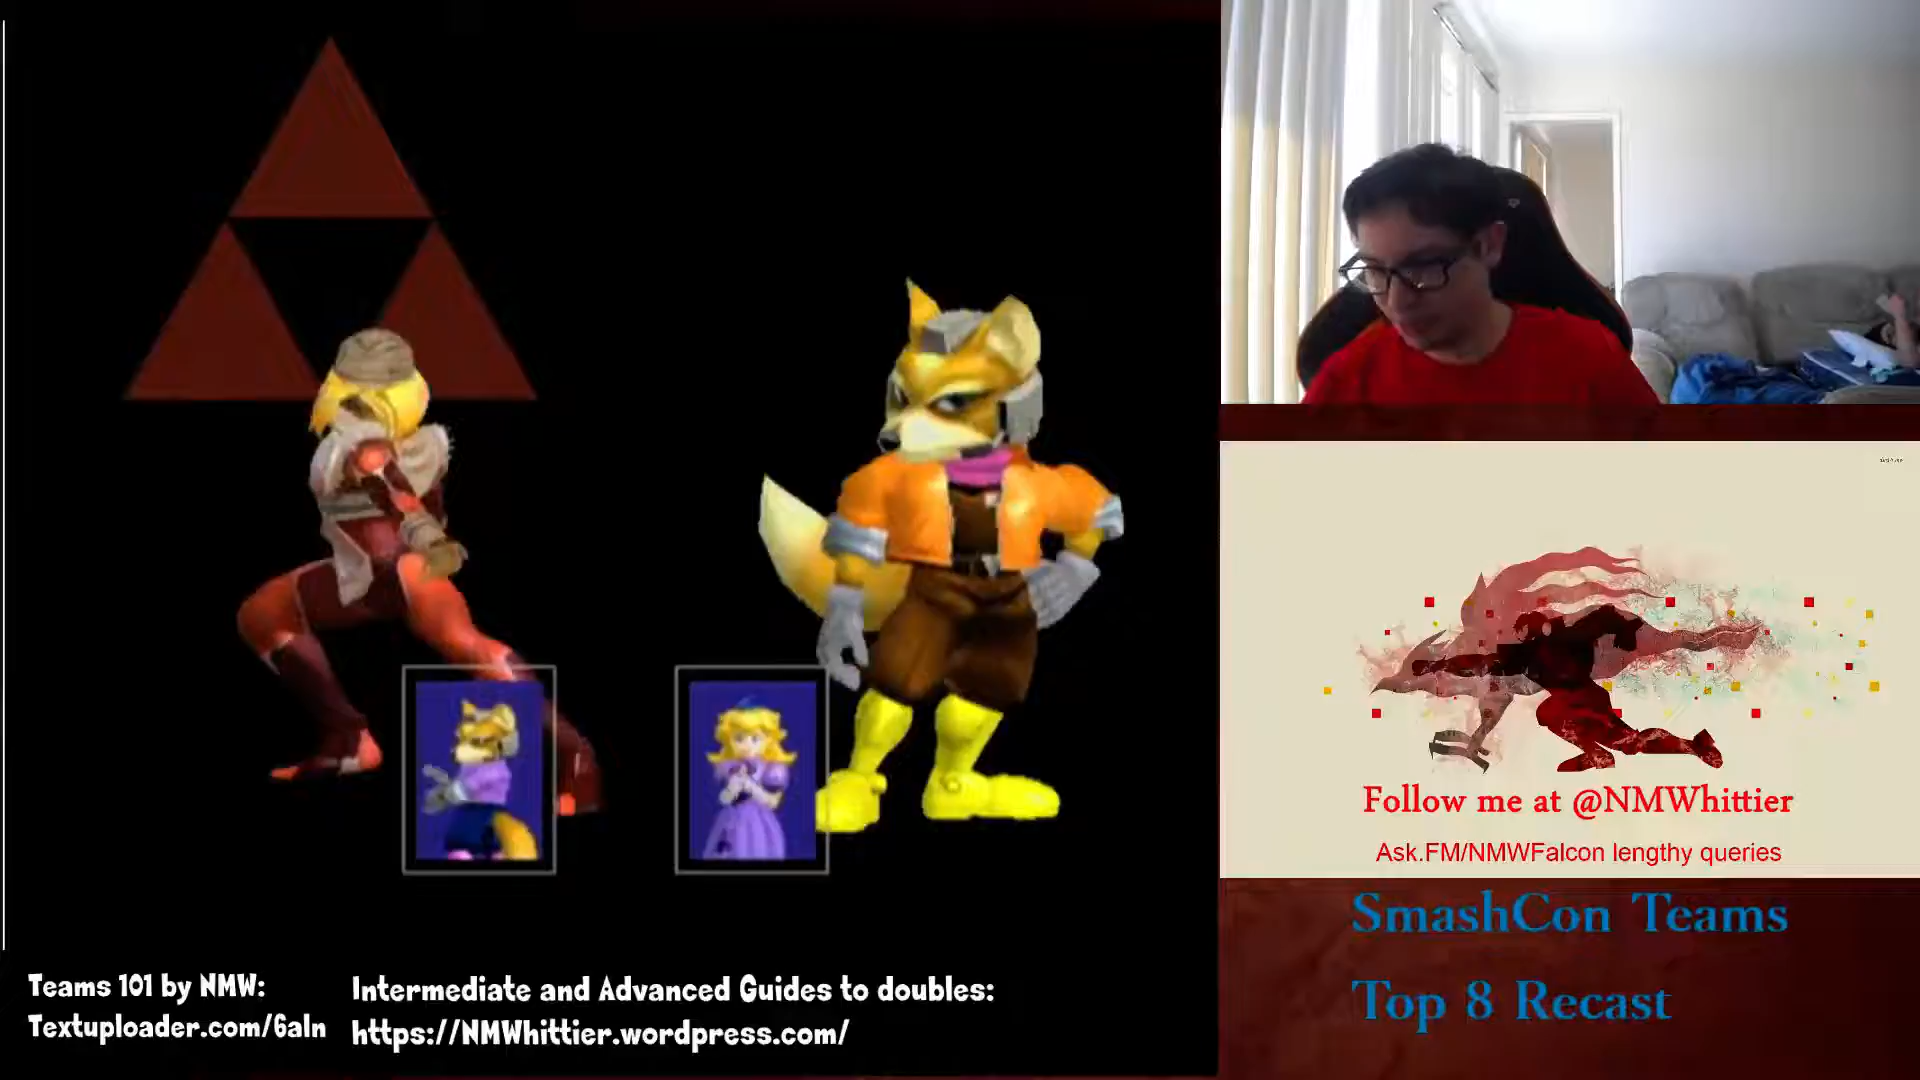 Teams 101 by NMW:
Textuploader.com/6aln
Intermediate and Advanced Guides to doubles:
https://NMWhittier.wordpress.com/
Follow me at @NMWhittier
Ask.FM/NMWFalcon lengthy queries
SmashCon Teams
Top 8 Recast